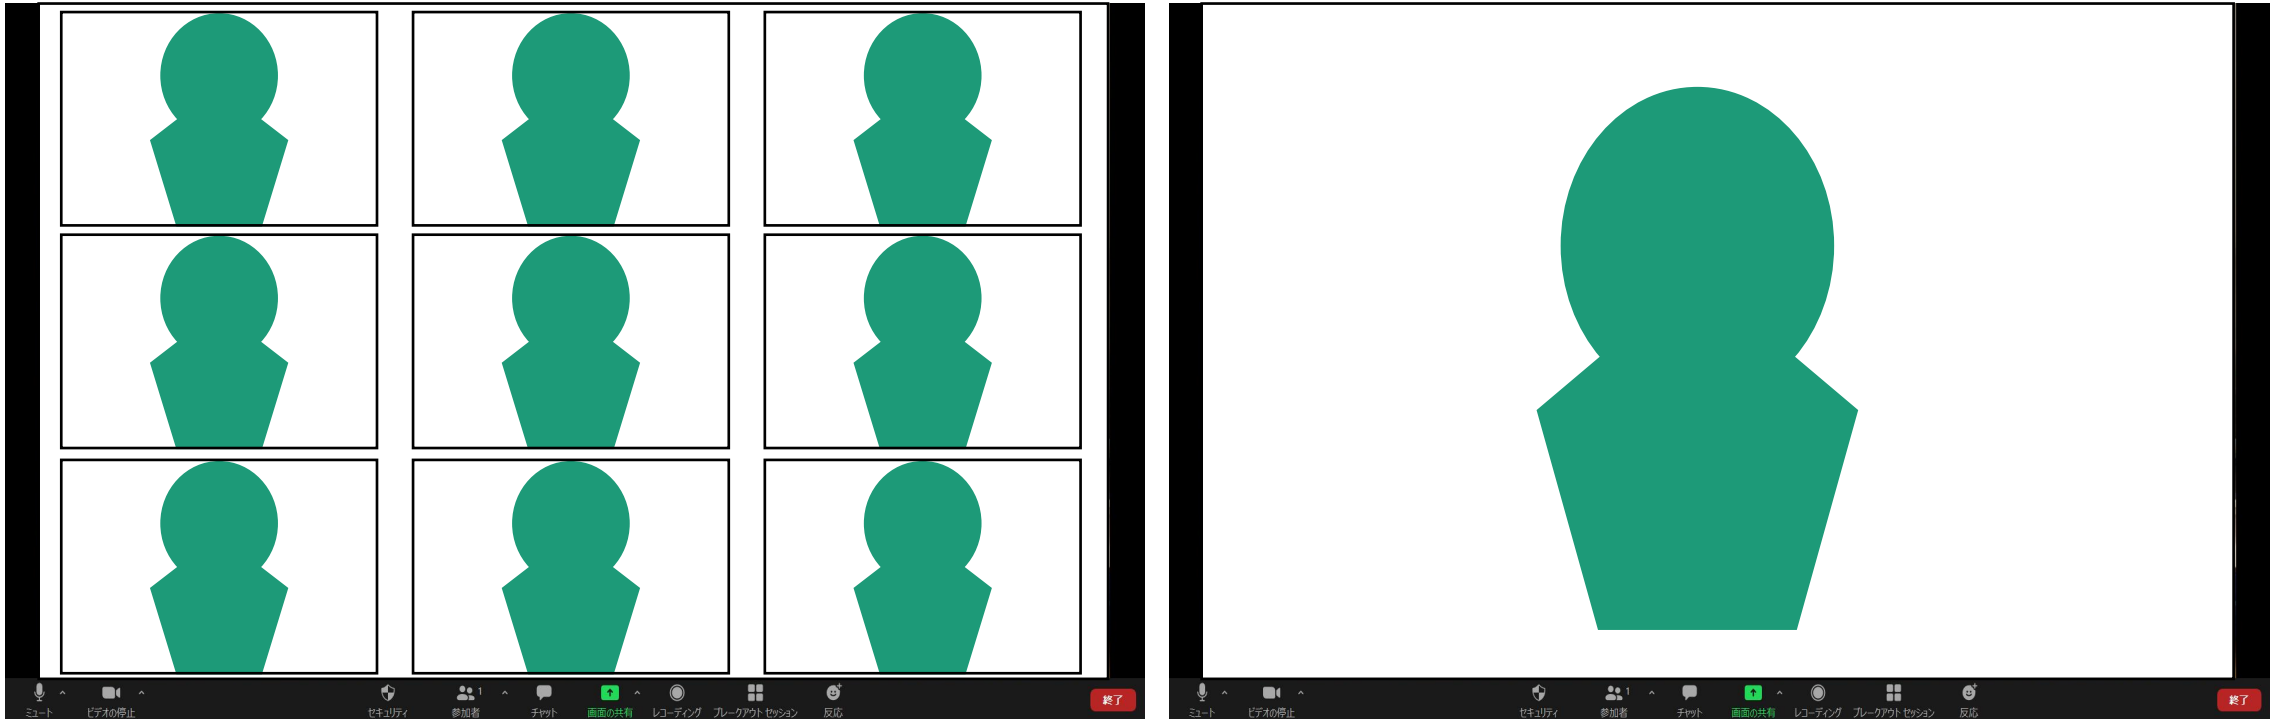 1
ミュート ビデオの停止 セキュリティ 参加者 チャット 画面の共有 レコーディング ブレークアウト セッション 反応 終了
1
ミュート ビデオの停止 セキュリティ 参加者 チャット 画面の共有 レコーディング ブレークアウト セッション 反応 終了